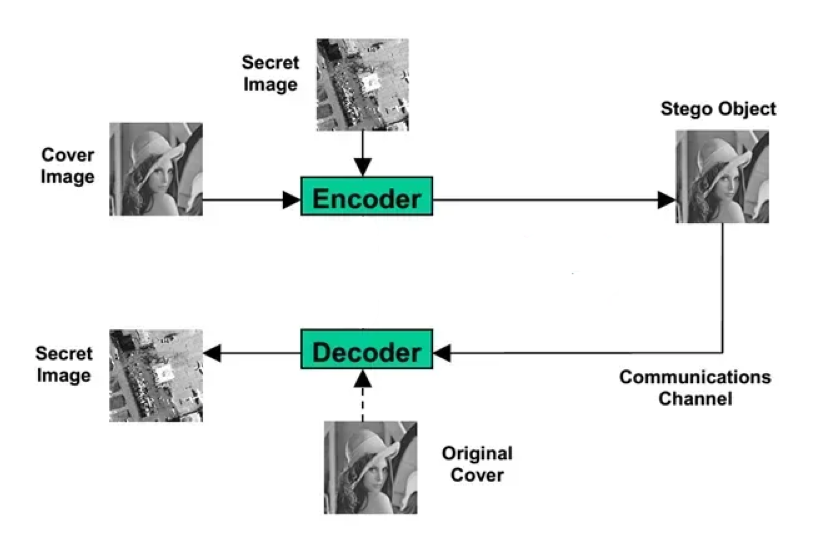 Secret
Image
Stego Object
Cover
Image
Encoder
Secret
Image
Decoder
Communications
Channel
Original
Cover